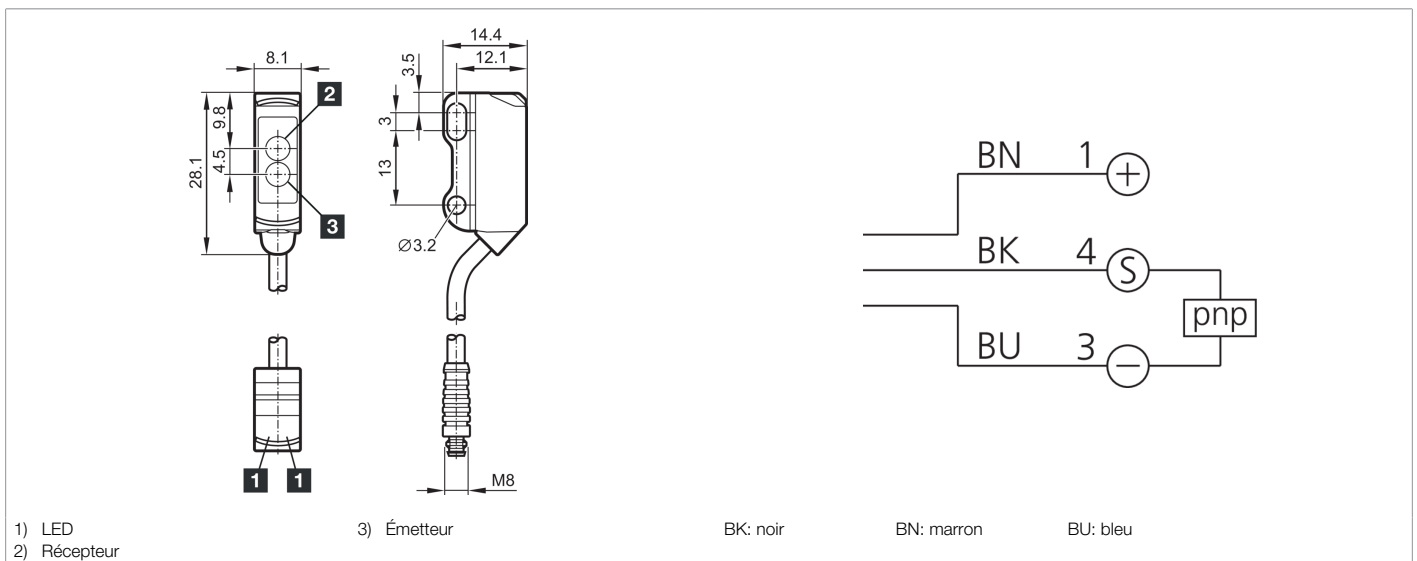 14.4
8.1
12.1
3.5
2
9.8
3
28.1
4.5
13
3
Ø3.2
BN 1 +
BK 4 S
pnp
BU 3 −
1 1
M8
1) LED 3) Émetteur BK: noir BN: marron BU: bleu
2) Récepteur